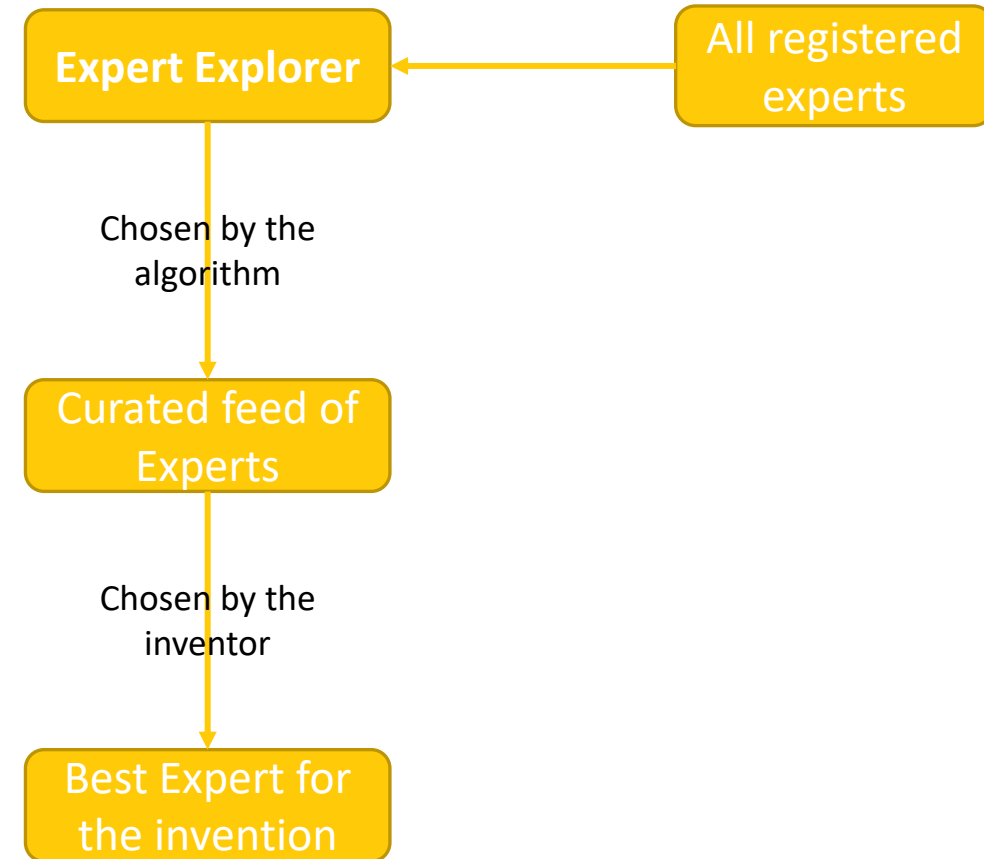 Expert Explorer
All registered
experts
Chosen by the
algorithm
Curated feed of
Experts
Chosen by the
inventor
Best Expert for
the invention